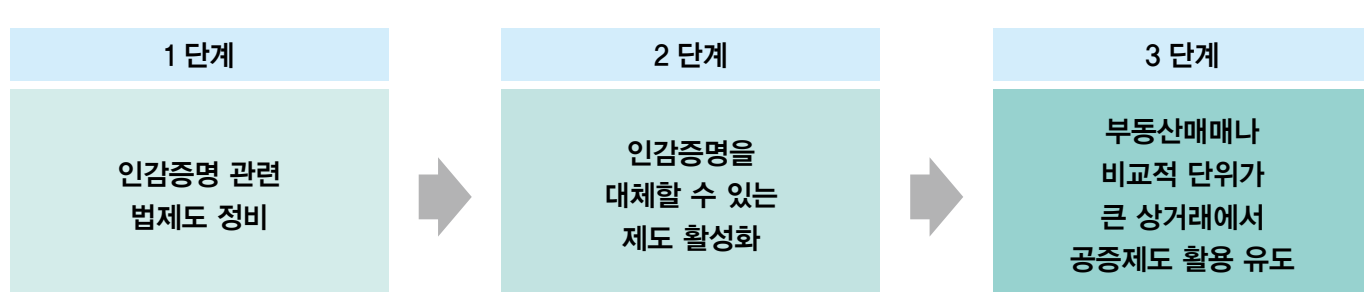 1 단계
인감증명 관련
법제도 정비
2 단계
인감증명을
대체할 수 있는
제도 활성화
3 단계
부동산매매나
비교적 단위가
큰 상거래에서
공증제도 활용 유도